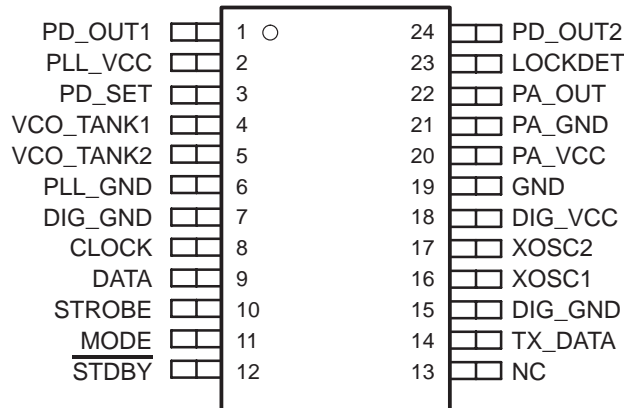 PD_OUT1 1 24 PD_OUT2
PLL_VCC 2 23 LOCKDET
PD_SET 3 22 PA_OUT
VCO_TANK1 4 21 PA_GND
VCO_TANK2 5 20 PA_VCC
PLL_GND 6 19 GND
DIG_GND 7 18 DIG_VCC
CLOCK 8 17 XOSC2
DATA 9 16 XOSC1
STROBE 10 15 DIG_GND
MODE 11 14 TX_DATA
STDBY 12 13 NC